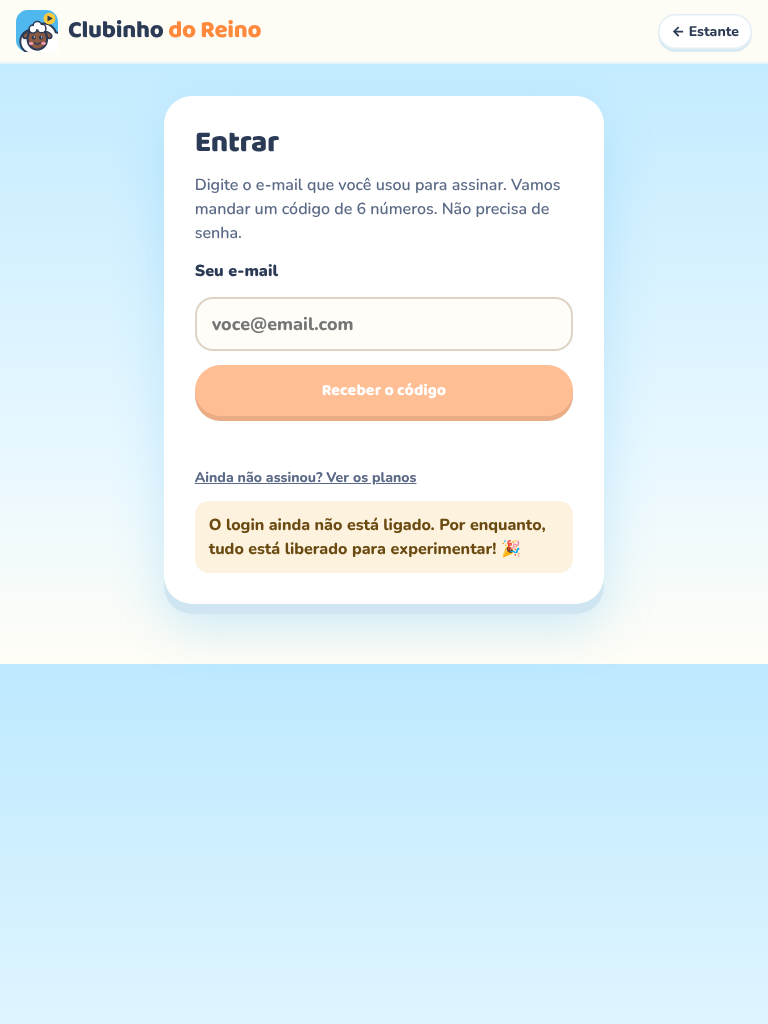 Clubinho do Reino
← Estante
Entrar
Digite o e-mail que você usou para assinar. Vamos
mandar um código de 6 números. Não precisa de
senha.
Seu e-mail
voce@email.com
Receber o código
Ainda não assinou? Ver os planos
O login ainda não está ligado. Por enquanto,
tudo está liberado para experimentar! 🎉